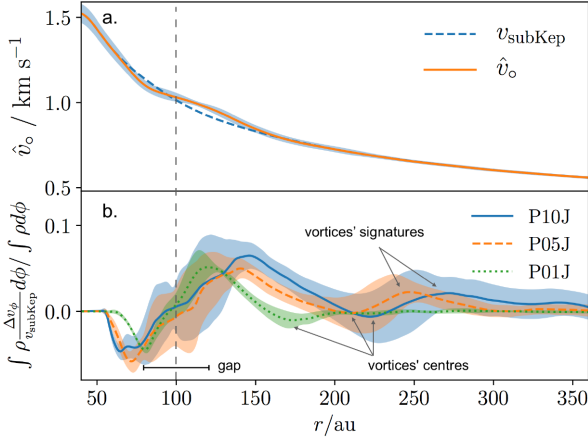 a.
v_subKep
v̂_∘
v̂_∘ / km s⁻¹
1.5
1.0
0.5
b.
P10J
P05J
P01J
vortices' signatures
vortices' centres
gap
∫ρ Δv_ϕ/v_subKep dϕ/ ∫ρdϕ
0.1
0.0
50 100 150 200 250 300 350
r/au